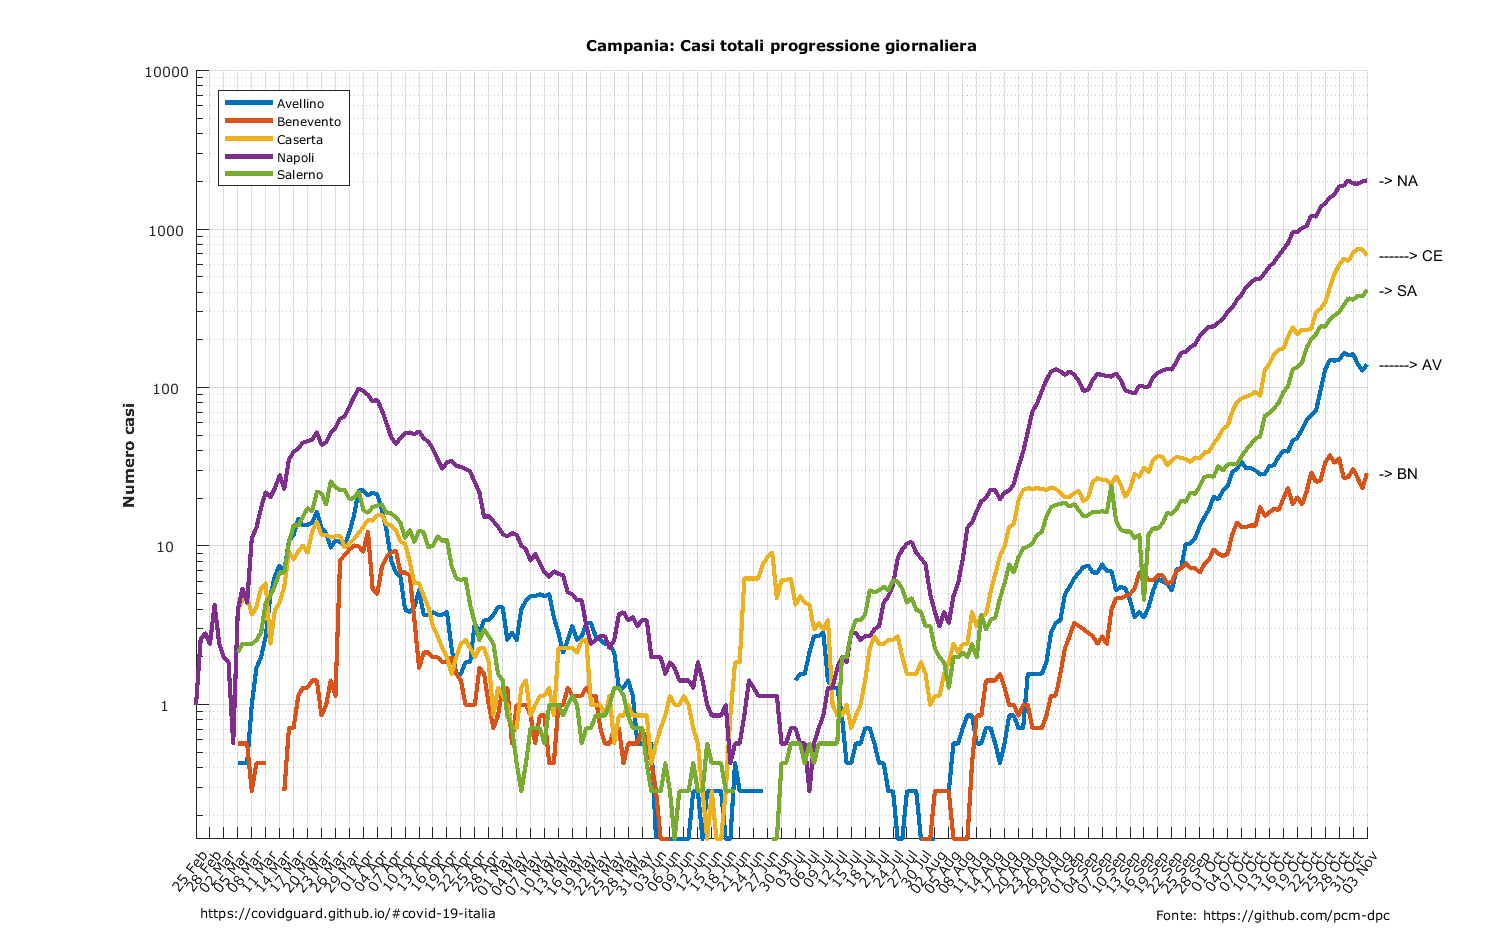 Campania: Casi totali progressione giornaliera
10000
1000
100
10
1
Numero casi
Avellino
Benevento
Caserta
Napoli
Salerno
-> NA
------> CE
-> SA
------> AV
-> BN
25 Feb
28 Feb
02 Mar
05 Mar
08 Mar
11 Mar
14 Mar
17 Mar
20 Mar
23 Mar
26 Mar
29 Mar
01 Apr
04 Apr
07 Apr
10 Apr
13 Apr
16 Apr
19 Apr
22 Apr
25 Apr
28 Apr
01 May
04 May
07 May
10 May
13 May
16 May
19 May
22 May
25 May
28 May
31 May
03 Jun
06 Jun
09 Jun
12 Jun
15 Jun
18 Jun
21 Jun
24 Jun
27 Jun
30 Jun
03 Jul
06 Jul
09 Jul
12 Jul
15 Jul
18 Jul
21 Jul
24 Jul
27 Jul
30 Jul
02 Aug
05 Aug
08 Aug
11 Aug
14 Aug
17 Aug
20 Aug
23 Aug
26 Aug
29 Aug
01 Sep
04 Sep
07 Sep
10 Sep
13 Sep
16 Sep
19 Sep
22 Sep
25 Sep
28 Sep
01 Oct
04 Oct
07 Oct
10 Oct
13 Oct
16 Oct
19 Oct
22 Oct
25 Oct
28 Oct
31 Oct
03 Nov
https://covidguard.github.io/#covid-19-italia
Fonte: https://github.com/pcm-dpc